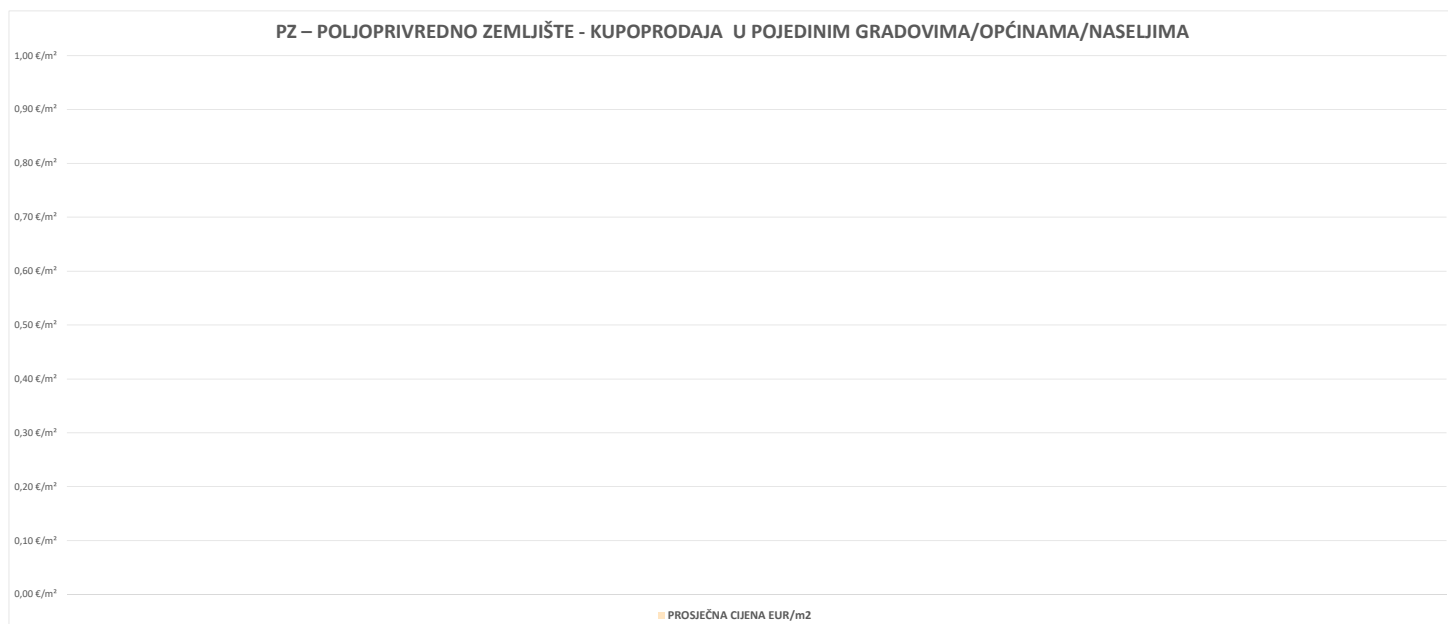 PZ – POLJOPRIVREDNO ZEMLJIŠTE - KUPOPRODAJA  U POJEDINIM GRADOVIMA/OPĆINAMA/NASELJIMA
1,00 €/m²
0,90 €/m²
0,80 €/m²
0,70 €/m²
0,60 €/m²
0,50 €/m²
0,40 €/m²
0,30 €/m²
0,20 €/m²
0,10 €/m²
0,00 €/m²
PROSJEČNA CIJENA EUR/m2